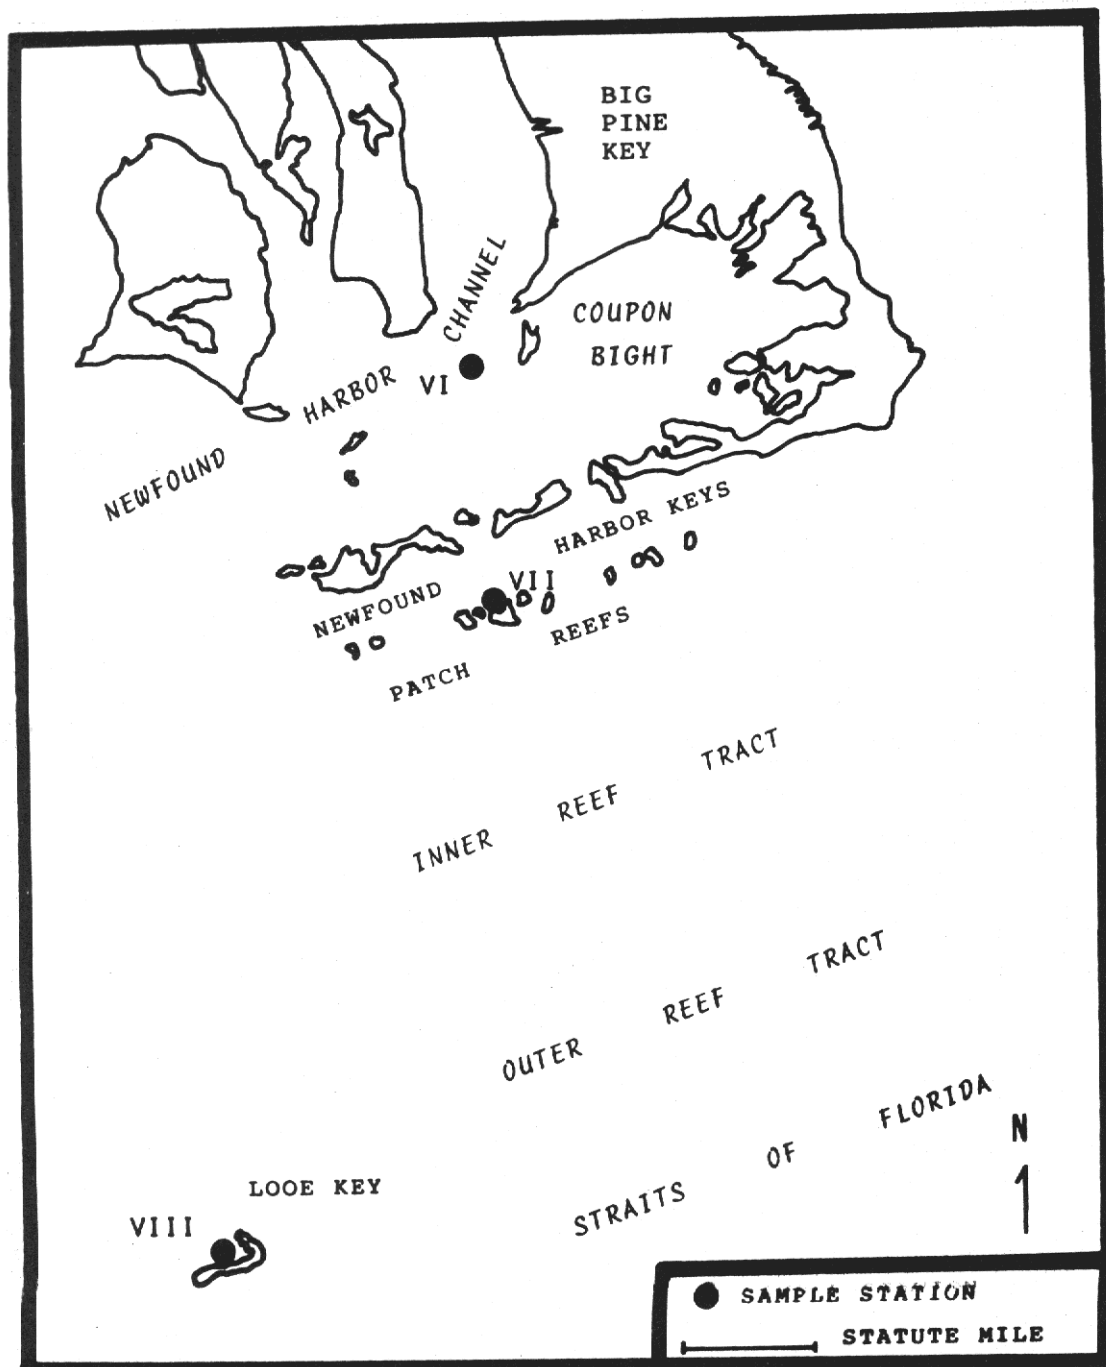 BIG
PINE
KEY
COUPON
BIGHT
NEWFOUND HARBOR CHANNEL
VI
NEWFOUND HARBOR KEYS
VII
PATCH REEFS
INNER REEF TRACT
OUTER REEF TRACT
STRAITS OF FLORIDA
N
LOOE KEY
VIII
SAMPLE STATION
STATUTE MILE